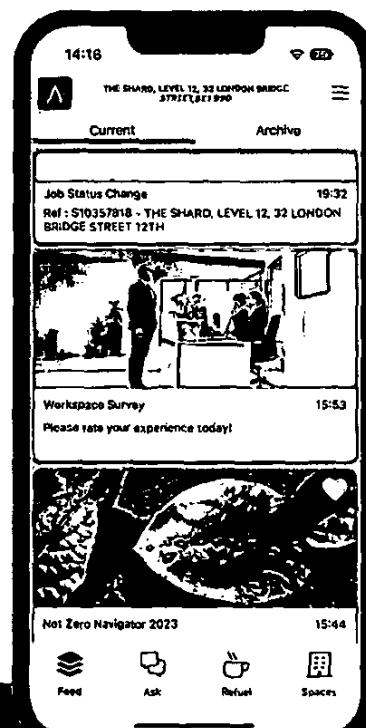 14:16
THE SHARD, LEVEL 12, 32 LONDON BRIDGE
STREET, SE1 9SG
Current Archive
Job Status Change 19:32
Ref : S10357818 - THE SHARD, LEVEL 12, 32 LONDON
BRIDGE STREET 12TH
Workspace Survey 15:53
Please rate your experience today!
Net Zero Navigator 2023 15:44
Feed Ask Refuel Spaces